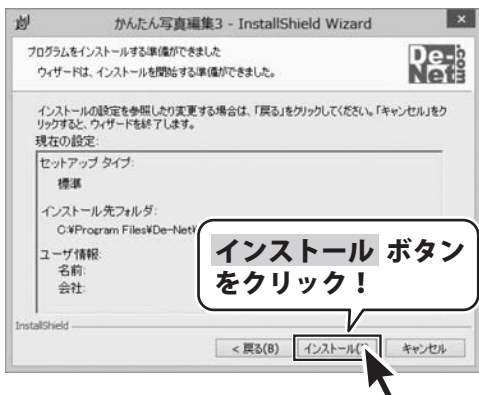 かんたん写真編集3 - InstallShield Wizard
プログラムをインストールする準備ができました
ウィザードは、インストールを開始する準備ができました。
De-
Net.com
インストールの設定を参照したり変更する場合は、「戻る」をクリックしてください。「キャンセル」をク
リックすると、ウィザードを終了します。
現在の設定:
セットアップ タイプ:
標準
インストール先フォルダ:
C:¥Program Files¥De-Net¥
ユーザ情報:
名前:
会社:
インストール ボタン
をクリック！
InstallShield
< 戻る(B)
インストール(
キャンセル